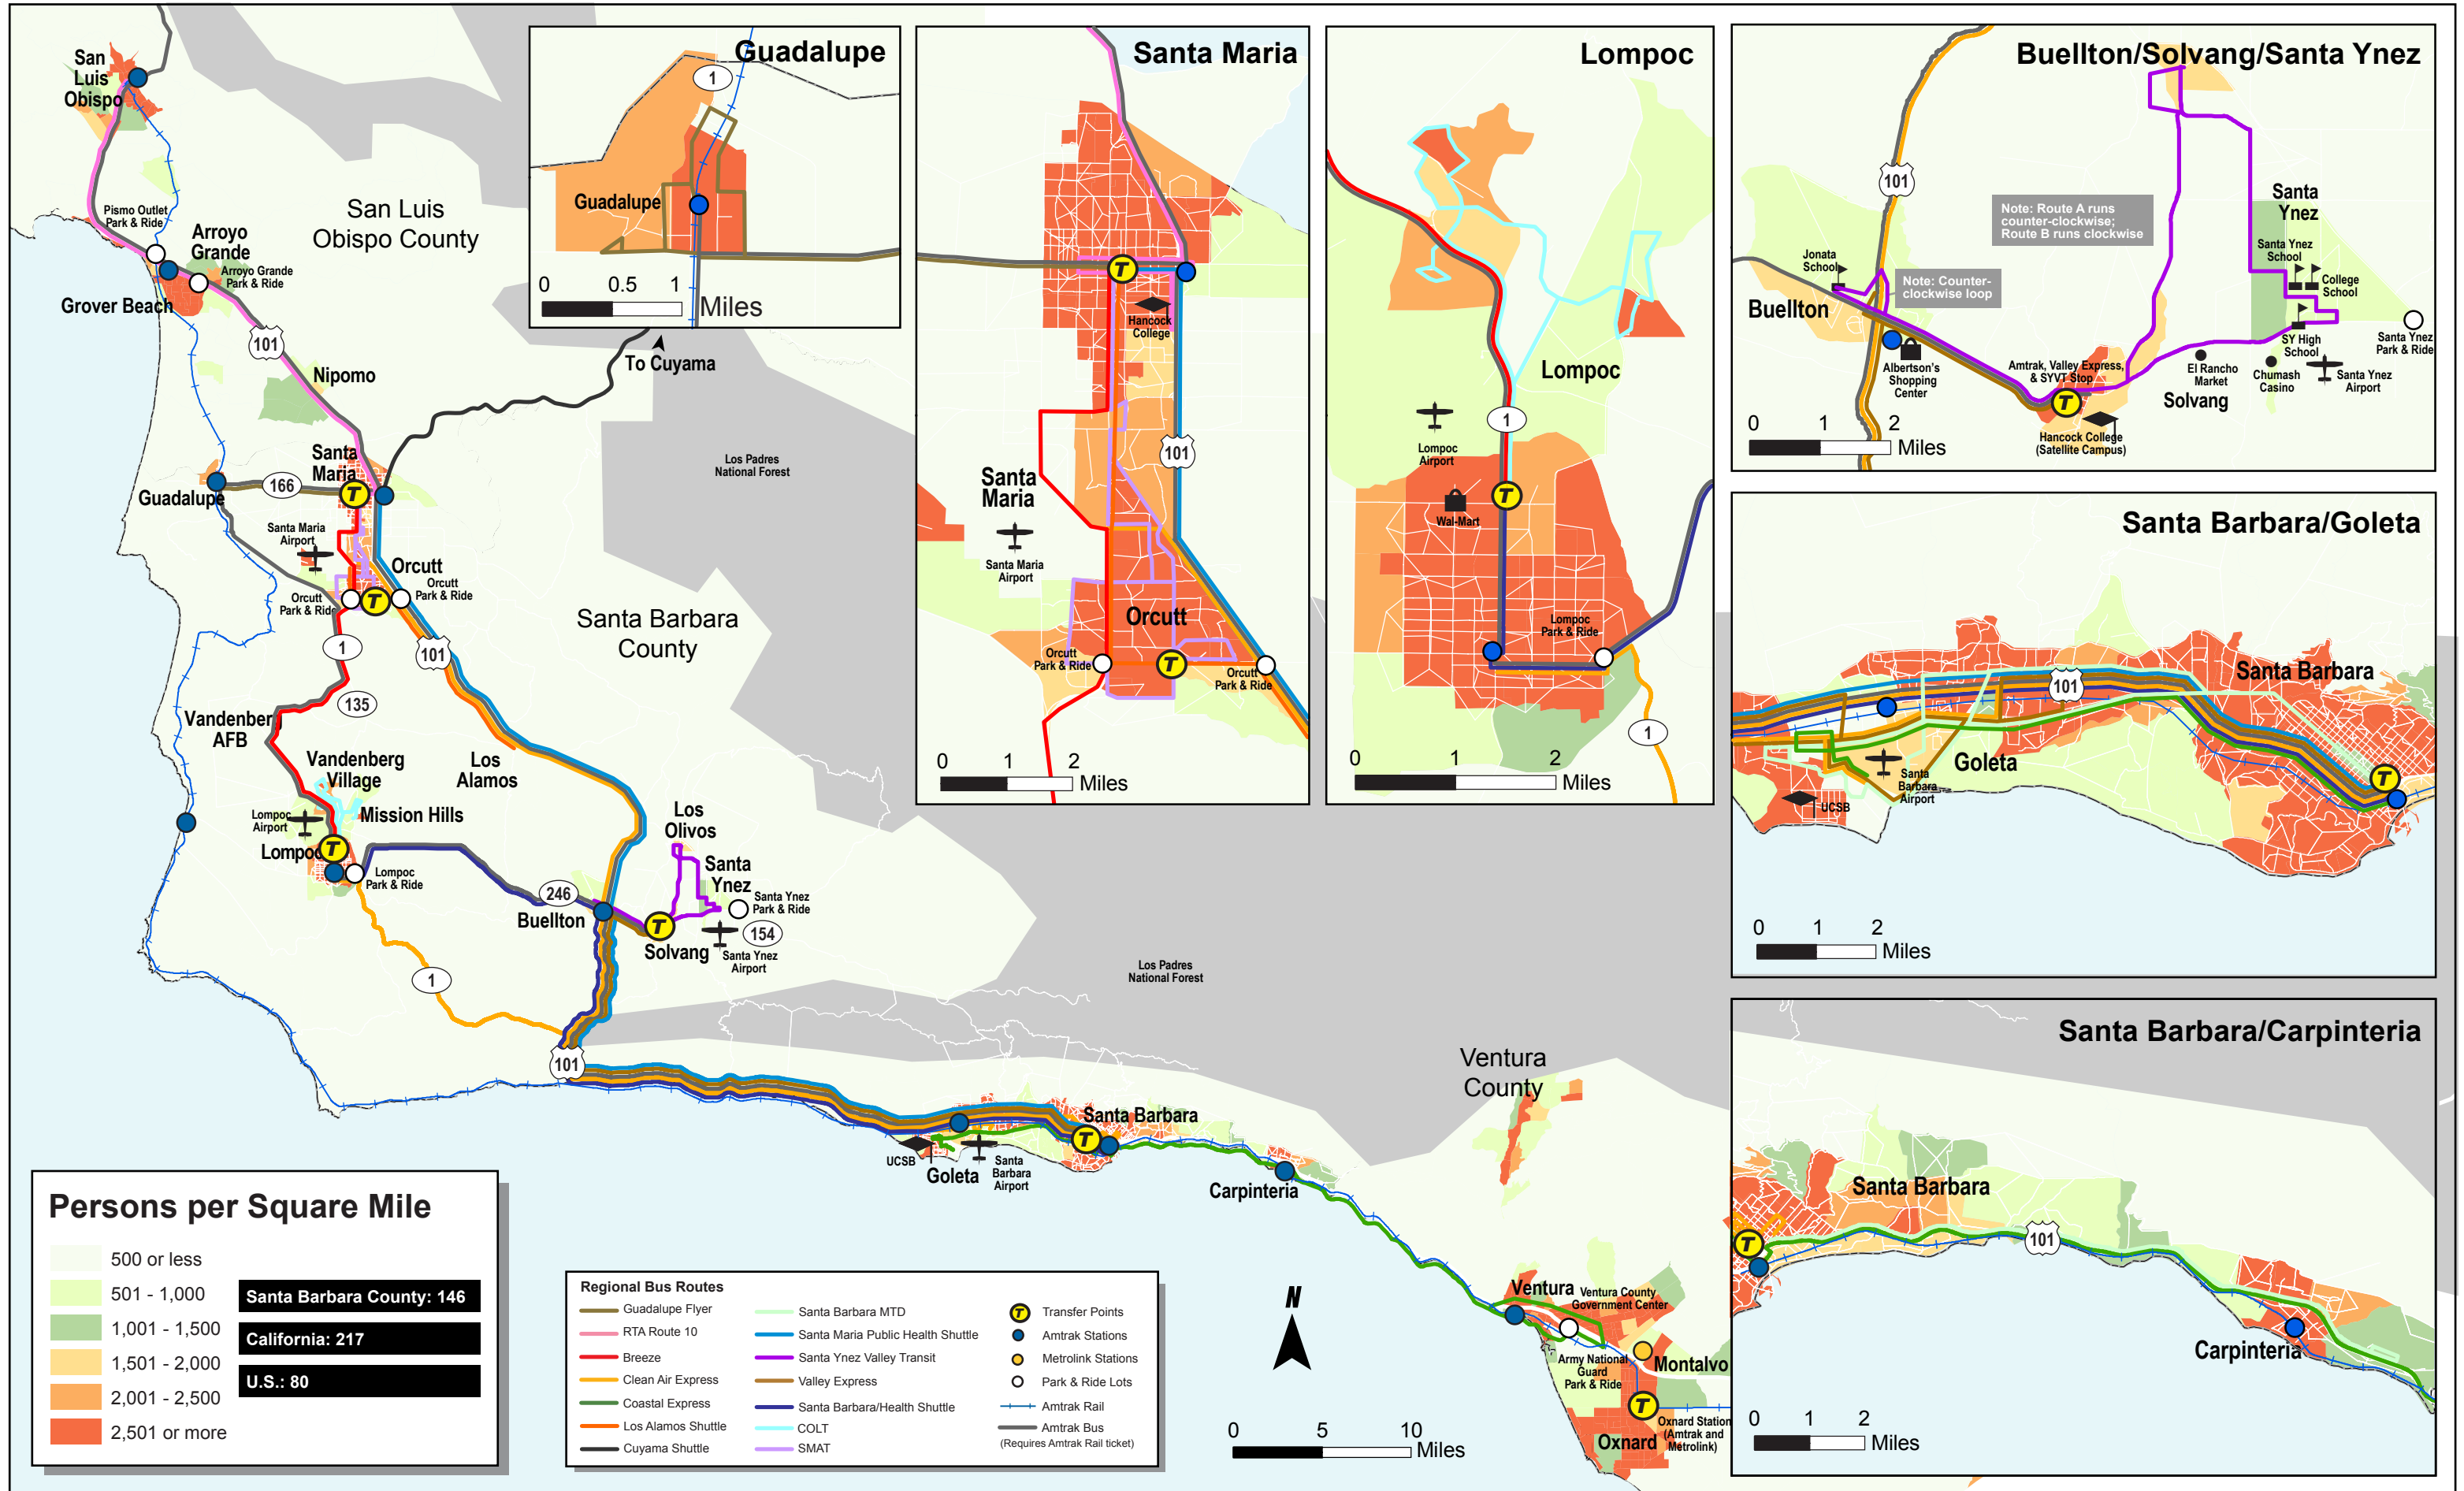 San
Luis
Obispo
Pismo Outlet
Park & Ride
Arroyo
Grande
Arroyo Grande
Park & Ride
Grover Beach
San Luis
Obispo County
101
Nipomo
To Cuyama
Santa
Maria
166
Guadalupe
Santa Maria
Airport
Orcutt
Orcutt
Park & Ride
Orcutt
Park & Ride
1
101
135
Vandenberg
AFB
Vandenberg
Village
Los
Alamos
Mission Hills
Lompoc
Airport
Lompoc
Lompoc
Park & Ride
Los
Olivos
Santa
Ynez
Santa Ynez
Park & Ride
246
Buellton
154
Solvang
Santa Ynez
Airport
1
101
Santa Barbara
County
Los Padres
National Forest
Los Padres
National Forest
Ventura
County
Santa Barbara
UCSB
Goleta
Santa
Barbara
Airport
Carpinteria
Ventura
Ventura County
Government Center
Army National
Guard
Park & Ride
Montalvo
Oxnard Station
(Amtrak and
Metrolink)
Oxnard
T
T
T
T
T
T
N
0 5 10
Miles
Guadalupe
1
Guadalupe
0 0.5 1
Miles
Santa Maria
T
Hancock
College
101
Santa
Maria
Santa Maria
Airport
Orcutt
Orcutt
Park & Ride
T
Orcutt
Park & Ride
0 1 2
Miles
Lompoc
Lompoc
1
Lompoc
Airport
T
Wal-Mart
Lompoc
Park & Ride
1
0 1 2
Miles
Buellton/Solvang/Santa Ynez
101
Note: Route A runs
counter-clockwise;
Route B runs clockwise
Santa
Ynez
Santa Ynez
School
College
School
Jonata
School
Note: Counter-
clockwise loop
Buellton
SY High
School
Santa Ynez
Park & Ride
Albertson's
Shopping
Center
Amtrak, Valley Express,
& SYVT Stop
El Rancho
Market
Chumash
Casino
Santa Ynez
Airport
Solvang
T
Hancock College
(Satellite Campus)
0 1 2
Miles
Santa Barbara/Goleta
Santa Barbara
101
Goleta
Santa
Barbara
Airport
UCSB
T
0 1 2
Miles
Santa Barbara/Carpinteria
Santa Barbara
T
101
Carpinteria
0 1 2
Miles
Persons per Square Mile
500 or less
501 - 1,000
1,001 - 1,500
1,501 - 2,000
2,001 - 2,500
2,501 or more
Santa Barbara County: 146
California: 217
U.S.: 80
Regional Bus Routes
Guadalupe Flyer
RTA Route 10
Breeze
Clean Air Express
Coastal Express
Los Alamos Shuttle
Cuyama Shuttle
Santa Barbara MTD
Santa Maria Public Health Shuttle
Santa Ynez Valley Transit
Valley Express
Santa Barbara/Health Shuttle
COLT
SMAT
T Transfer Points
Amtrak Stations
Metrolink Stations
Park & Ride Lots
Amtrak Rail
Amtrak Bus
(Requires Amtrak Rail ticket)